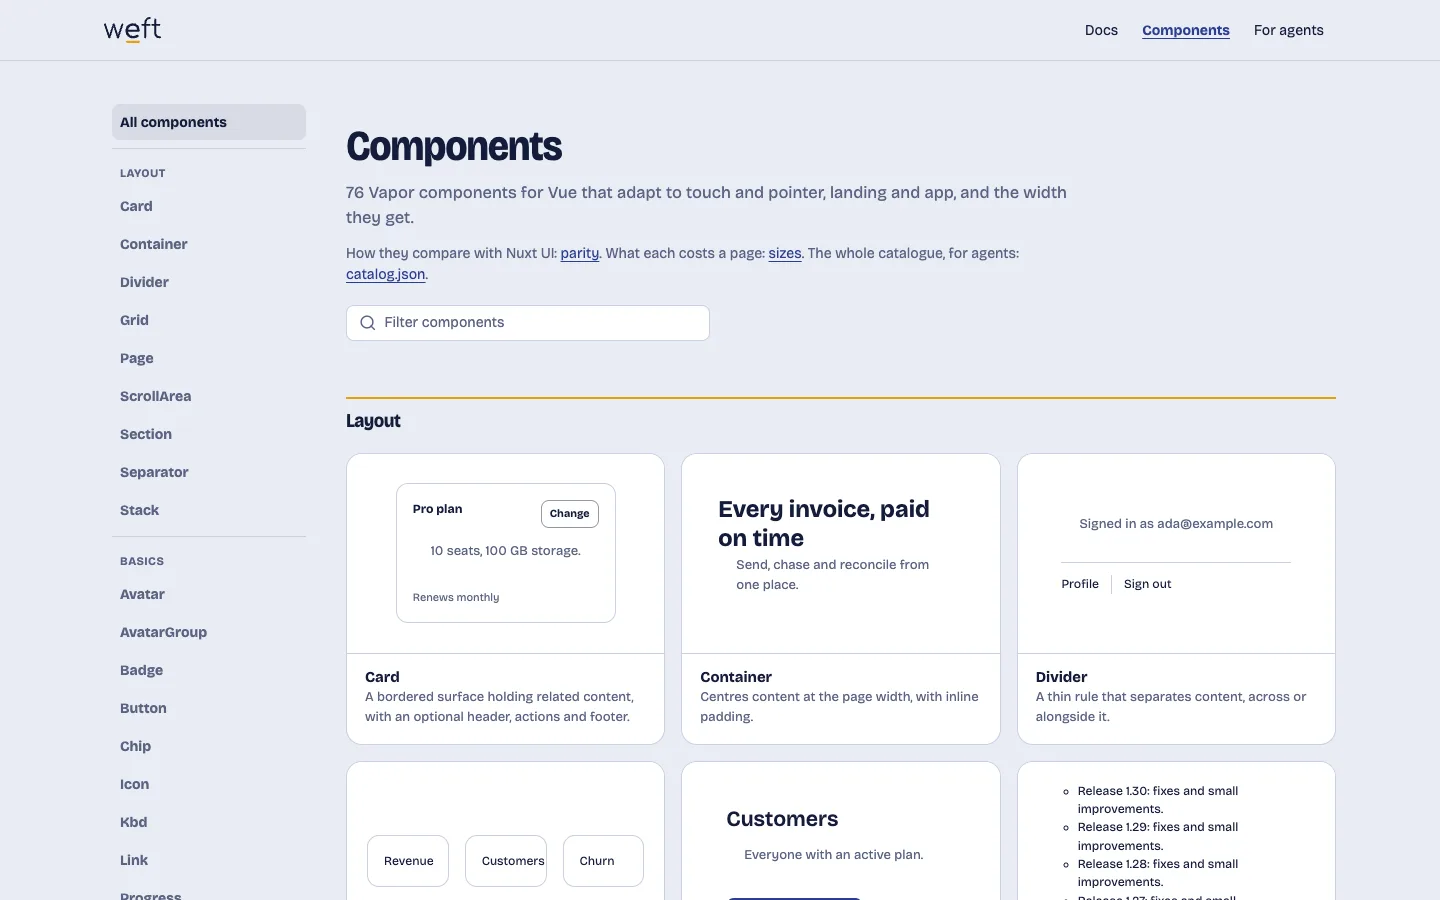 weft
Docs
Components
For agents
All components
LAYOUT
Card
Container
Divider
Grid
Page
ScrollArea
Section
Separator
Stack
BASICS
Avatar
AvatarGroup
Badge
Button
Chip
Icon
Kbd
Link
Progress
Components
76 Vapor components for Vue that adapt to touch and pointer, landing and app, and the width
they get.
How they compare with Nuxt UI: parity. What each costs a page: sizes. The whole catalogue, for agents:
catalog.json.
Filter components
Layout
Pro plan
Change
10 seats, 100 GB storage.
Renews monthly
Card
A bordered surface holding related content,
with an optional header, actions and footer.
Every invoice, paid
on time
Send, chase and reconcile from
one place.
Container
Centres content at the page width, with inline
padding.
Signed in as ada@example.com
Profile
Sign out
Divider
A thin rule that separates content, across or
alongside it.
Revenue
Customers
Churn
Customers
Everyone with an active plan.
Release 1.30: fixes and small
improvements.
Release 1.29: fixes and small
improvements.
Release 1.28: fixes and small
improvements.
Release 1.27: fixes and small